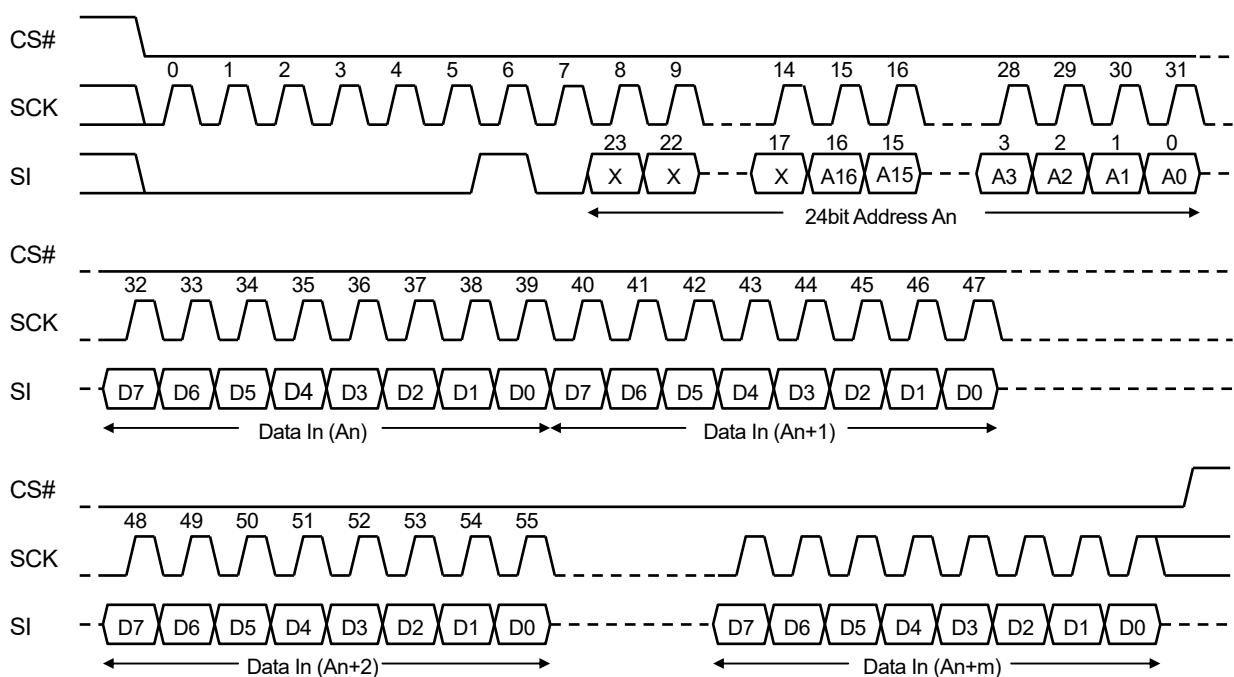 CS#
0 1 2 3 4 5 6 7 8 9 14 15 16 28 29 30 31
SCK
23 22 17 16 15 3 2 1 0
SI X X X A16 A15 A3 A2 A1 A0
24bit Address An
CS#
32 33 34 35 36 37 38 39 40 41 42 43 44 45 46 47
SCK
SI D7 D6 D5 D4 D3 D2 D1 D0 D7 D6 D5 D4 D3 D2 D1 D0
Data In (An) Data In (An+1)
CS#
48 49 50 51 52 53 54 55
SCK
SI D7 D6 D5 D4 D3 D2 D1 D0 D7 D6 D5 D4 D3 D2 D1 D0
Data In (An+2) Data In (An+m)